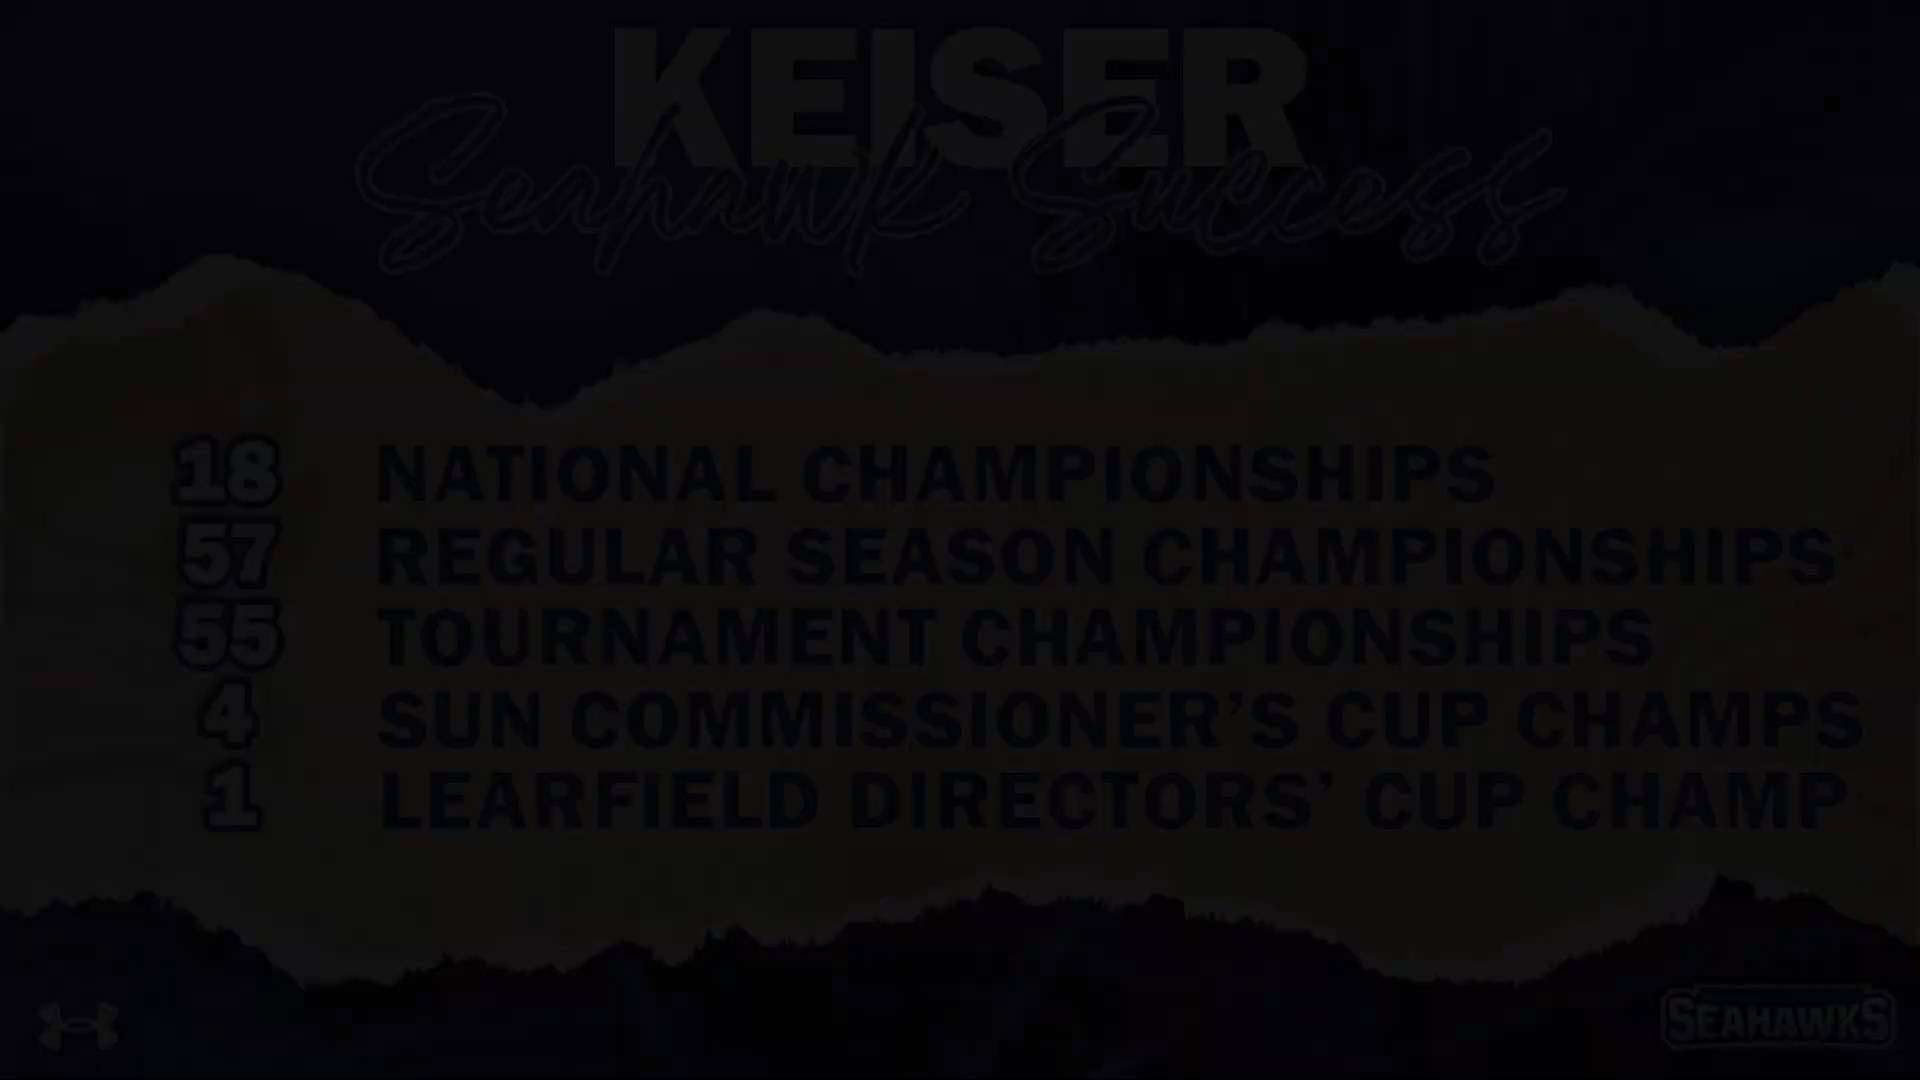 KEISER
Seahawk Success
18 NATIONAL CHAMPIONSHIPS
57 REGULAR SEASON CHAMPIONSHIPS
55 TOURNAMENT CHAMPIONSHIPS
4 SUN COMMISSIONER’S CUP CHAMPS
1 LEARFIELD DIRECTORS’ CUP CHAMP
SEAHAWKS